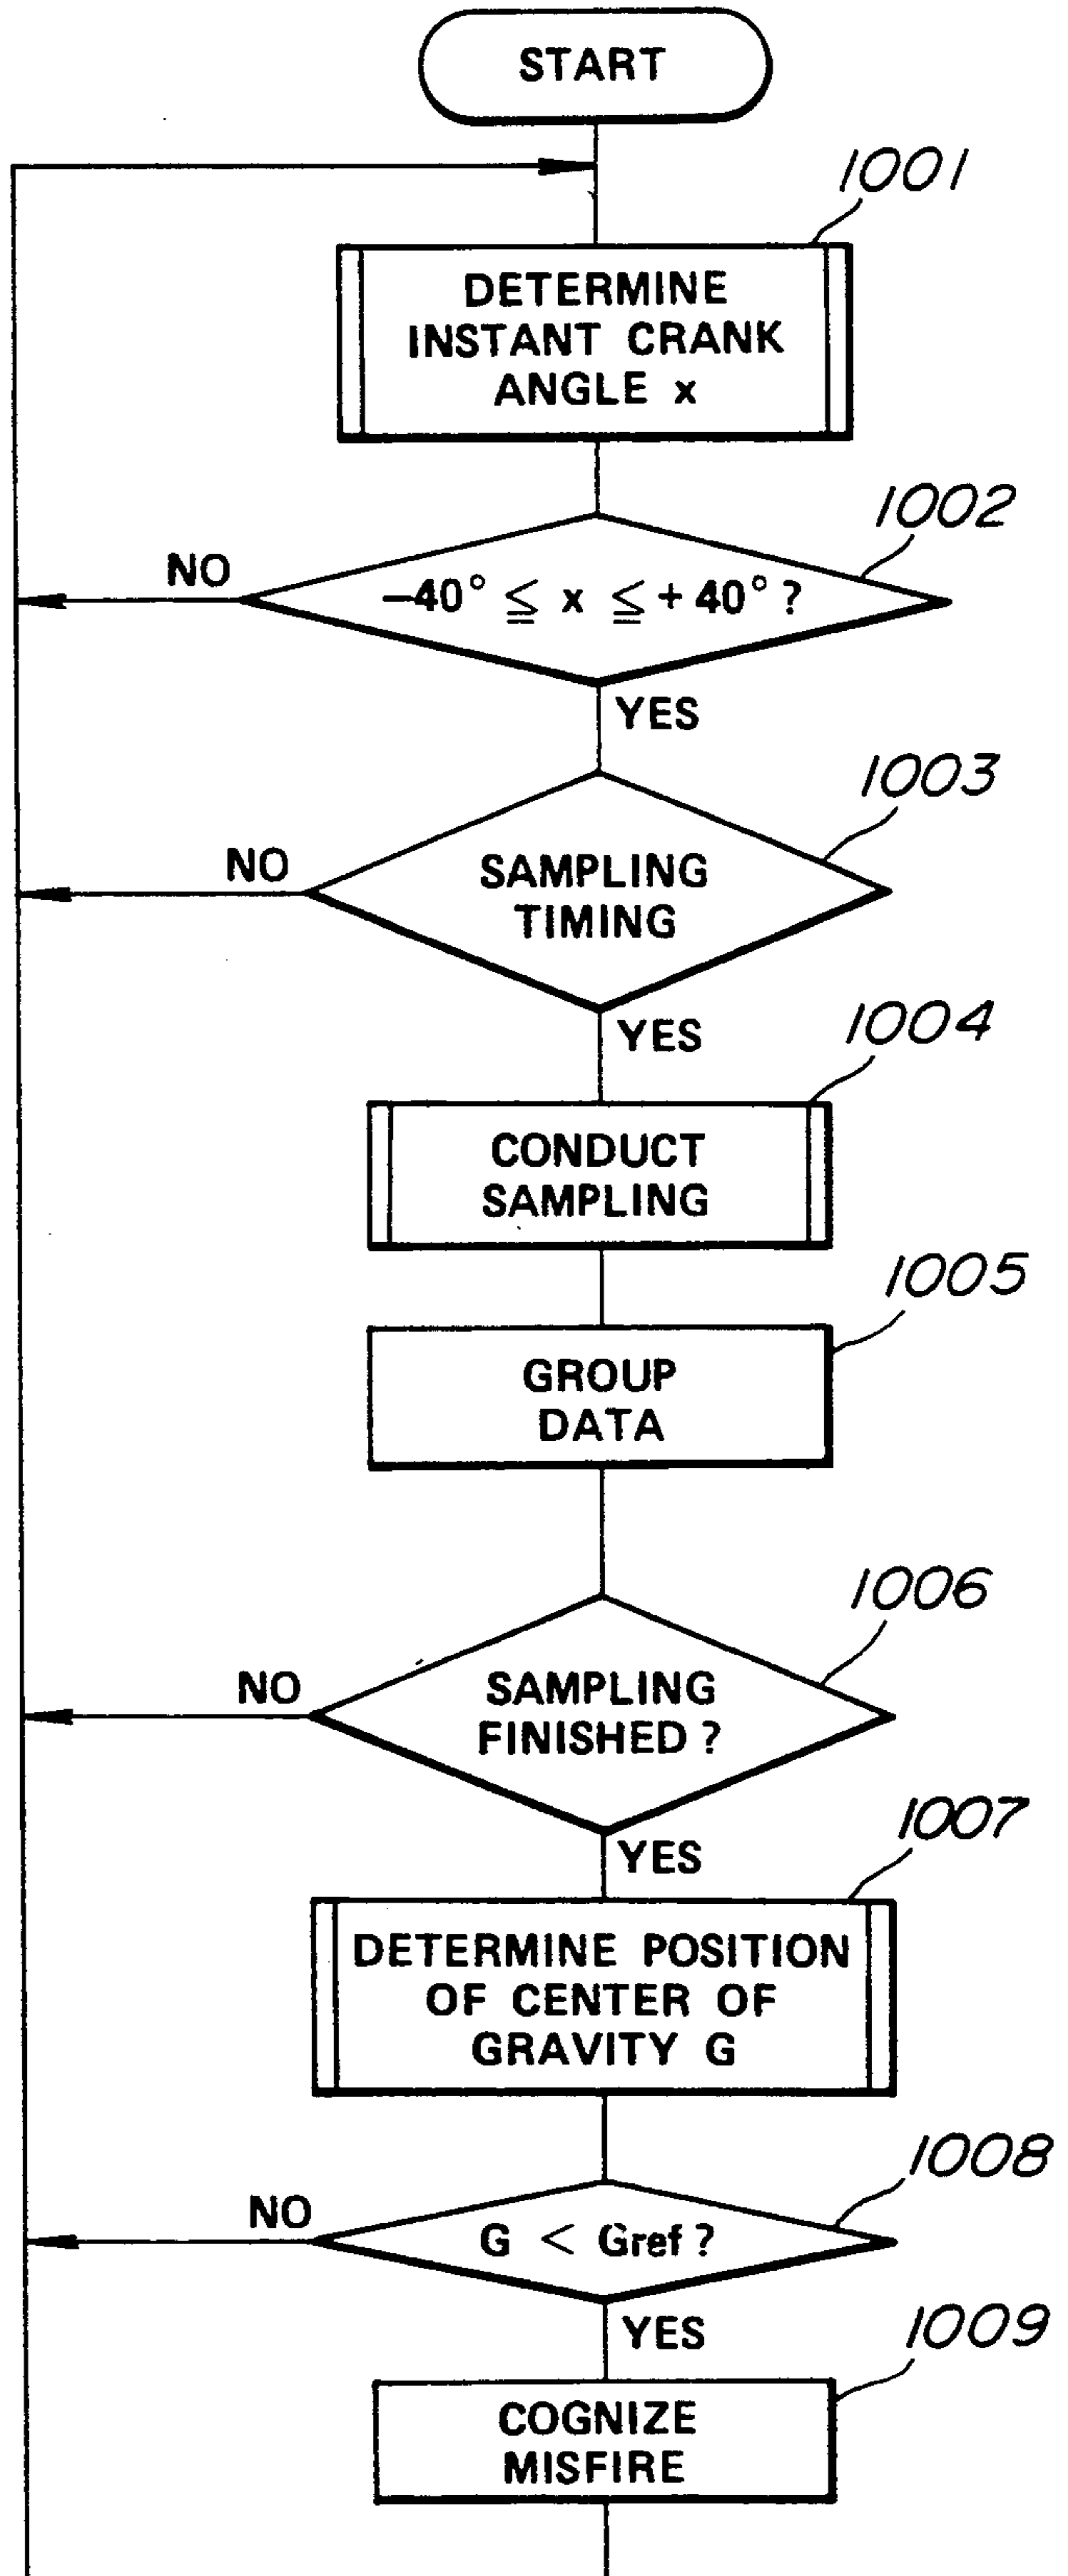 START
1001
DETERMINE
INSTANT CRANK
ANGLE x
1002
NO
−40° ≦ x ≦ + 40° ?
YES
1003
NO
SAMPLING
TIMING
YES
1004
CONDUCT
SAMPLING
1005
GROUP
DATA
1006
NO
SAMPLING
FINISHED ?
YES
1007
DETERMINE POSITION
OF CENTER OF
GRAVITY G
1008
NO
G < Gref ?
YES
1009
COGNIZE
MISFIRE